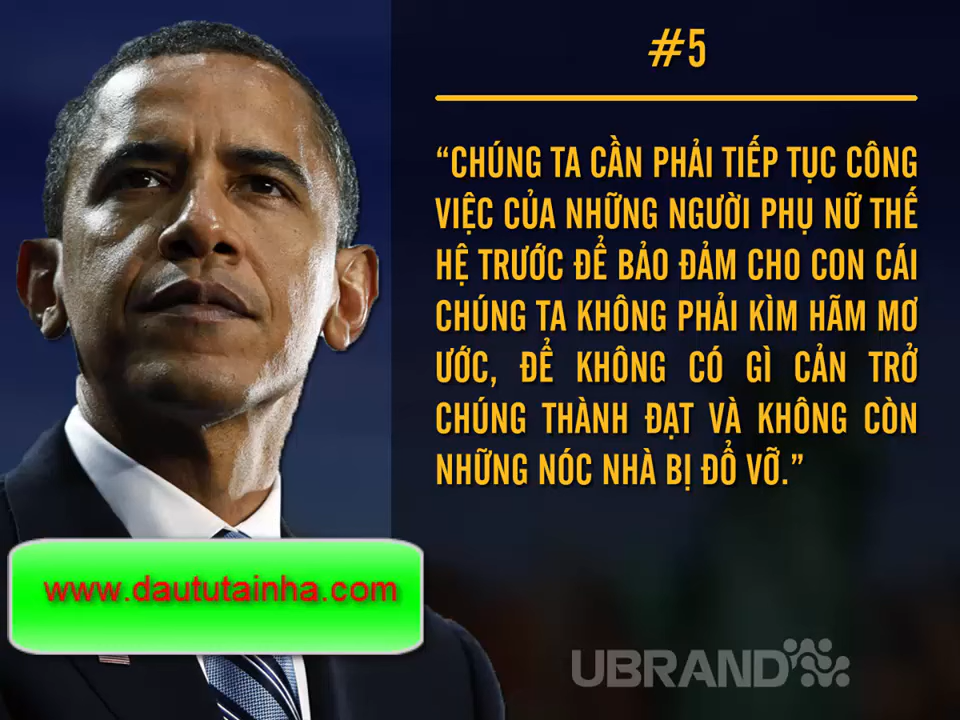 #5
“CHÚNG TA CẦN PHẢI TIẾP TỤC CÔNG
VIỆC CỦA NHỮNG NGƯỜI PHỤ NỮ THẾ
HỆ TRƯỚC ĐỂ BẢO ĐẢM CHO CON CÁI
CHÚNG TA KHÔNG PHẢI KÌM HÃM MƠ
ƯỚC, ĐỂ KHÔNG CÓ GÌ CẢN TRỞ
CHÚNG THÀNH ĐẠT VÀ KHÔNG CÒN
NHỮNG NÓC NHÀ BỊ ĐỔ VỠ.”
www.daututainha.com
UBRAND